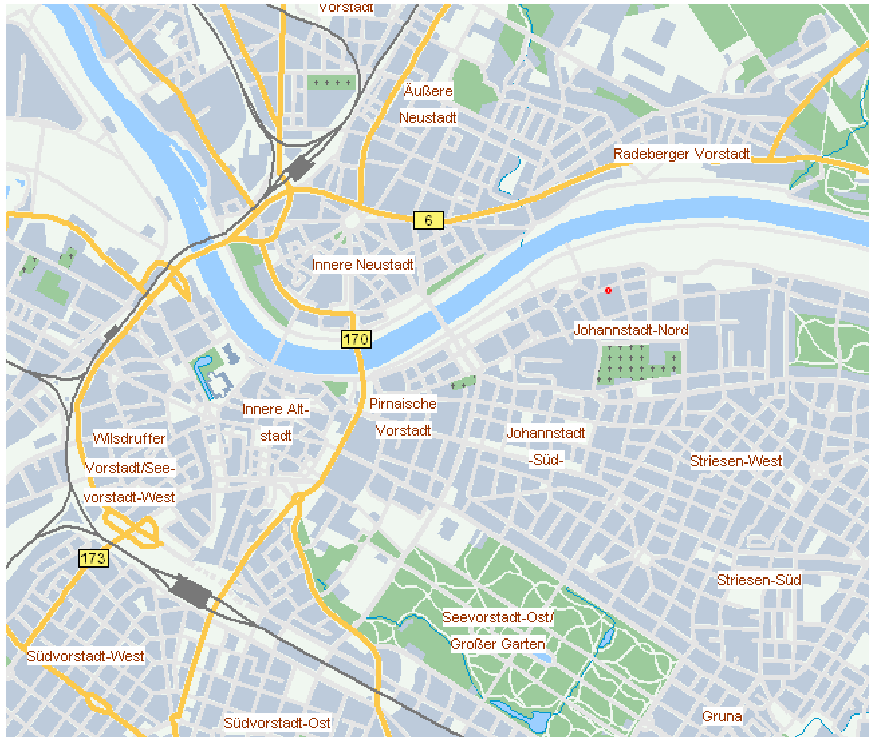 Vorstadt
Äußere
Neustadt
Radeberger Vorstadt
6
Innere Neustadt
Johannstadt-Nord
170
Innere Alt-
stadt
Pirnaische
Vorstadt
Johannstadt
-Süd-
Wilsdruffer
Vorstadt/See-
vorstadt-West
Striesen-West
173
Striesen-Süd
Seevorstadt-Ost/
Großer Garten
Südvorstadt-West
Südvorstadt-Ost
Gruna